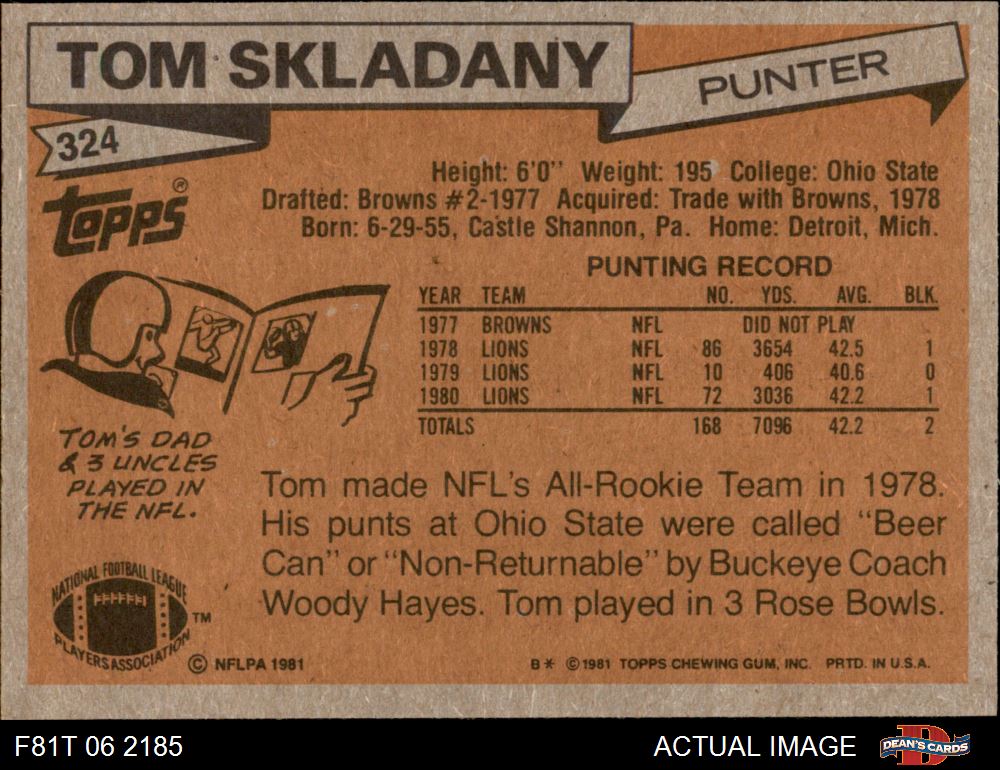 TOM SKLADANY
PUNTER
324
TOPPS®
Height: 6'0" Weight: 195 College: Ohio State
Drafted: Browns #2-1977 Acquired: Trade with Browns, 1978
Born: 6-29-55, Castle Shannon, Pa. Home: Detroit, Mich.
PUNTING RECORD
YEAR TEAM NO. YDS. AVG. BLK.
1977 BROWNS NFL DID NOT PLAY
1978 LIONS NFL 86 3654 42.5 1
1979 LIONS NFL 10 406 40.6 0
1980 LIONS NFL 72 3036 42.2 1
TOTALS 168 7096 42.2 2
TOM'S DAD
& 3 UNCLES
PLAYED IN
THE NFL.
Tom made NFL's All-Rookie Team in 1978.
His punts at Ohio State were called "Beer
Can" or "Non-Returnable" by Buckeye Coach
Woody Hayes. Tom played in 3 Rose Bowls.
NATIONAL FOOTBALL LEAGUE
PLAYERS ASSOCIATION
TM
© NFLPA 1981
B* © 1981 TOPPS CHEWING GUM, INC. PRTD. IN U.S.A.
F81T 06 2185
ACTUAL IMAGE
D
DEAN'S CARDS